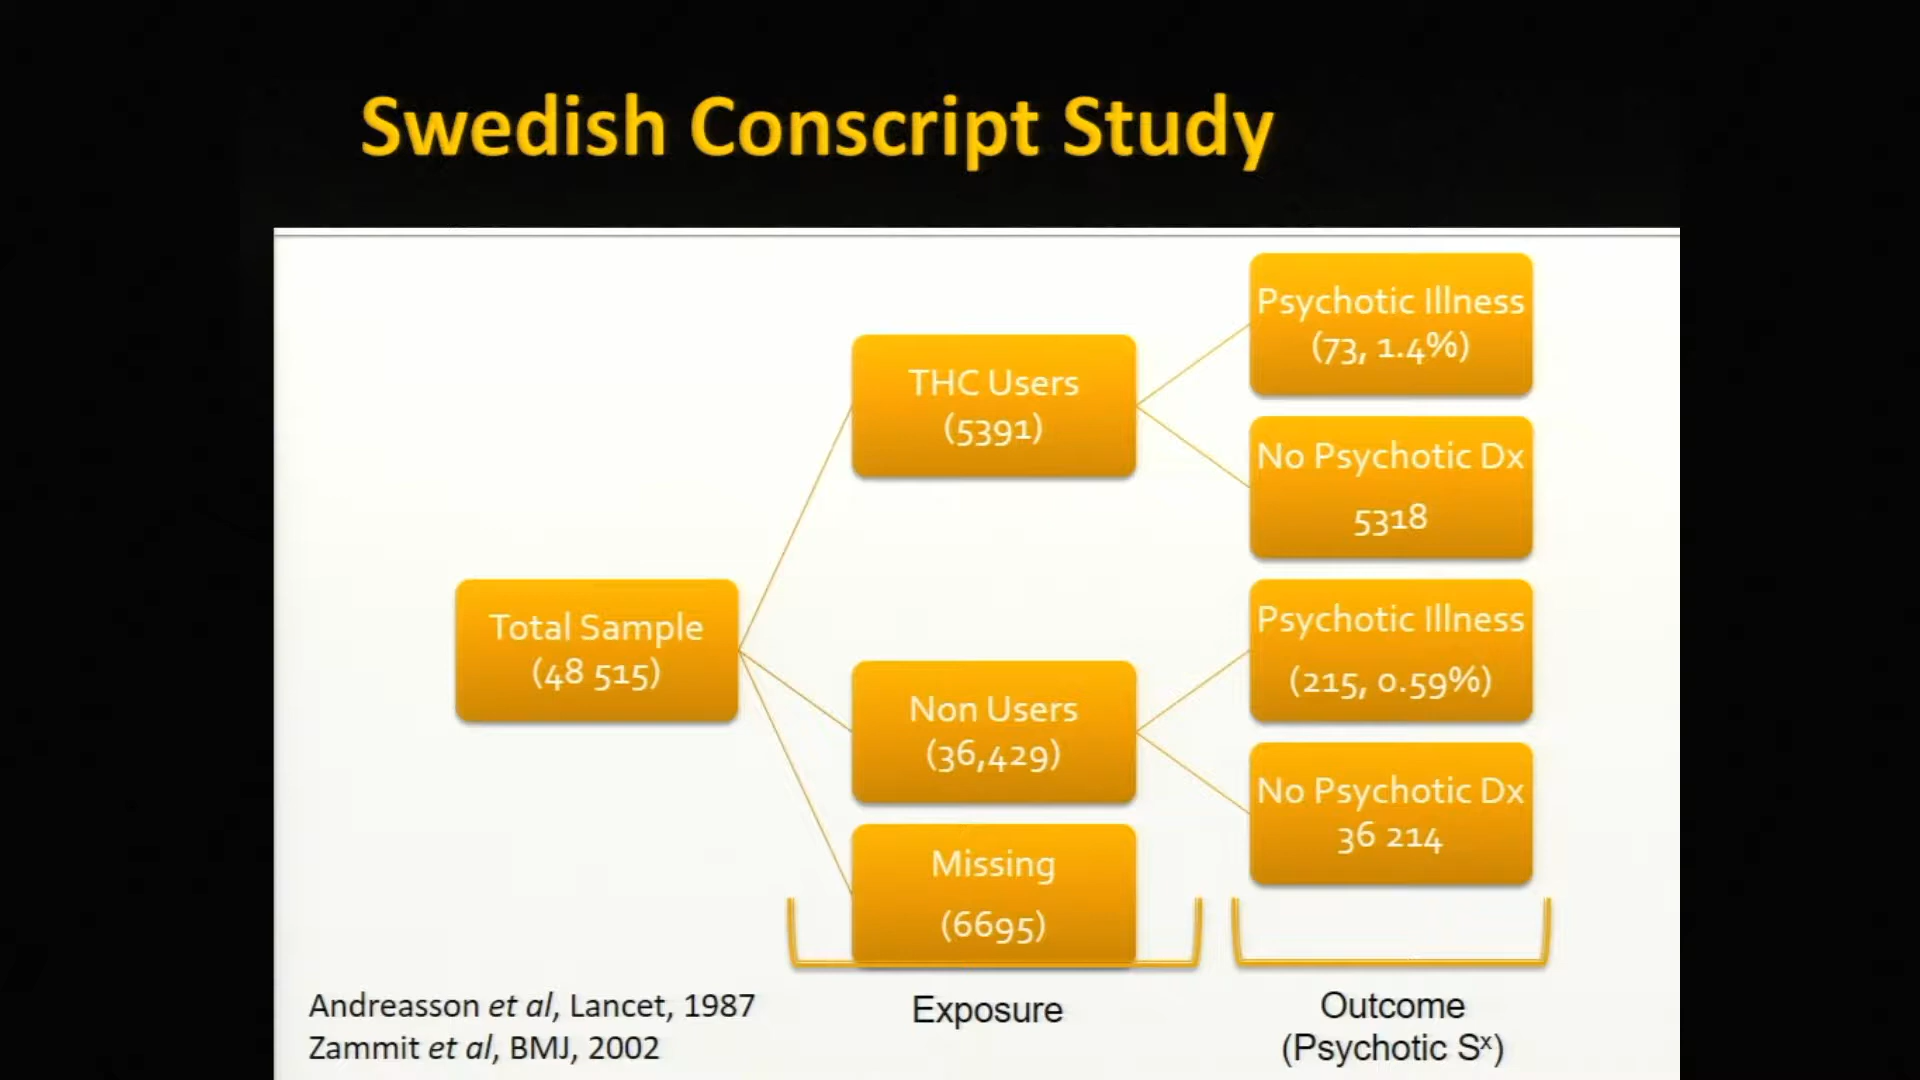 Swedish Conscript Study
Total Sample
(48 515)
THC Users
(5391)
Non Users
(36,429)
Missing
(6695)
Psychotic Illness
(73, 1.4%)
No Psychotic Dx
5318
Psychotic Illness
(215, 0.59%)
No Psychotic Dx
36 214
Andreasson et al, Lancet, 1987
Zammit et al, BMJ, 2002
Exposure
Outcome
(Psychotic Sˣ)